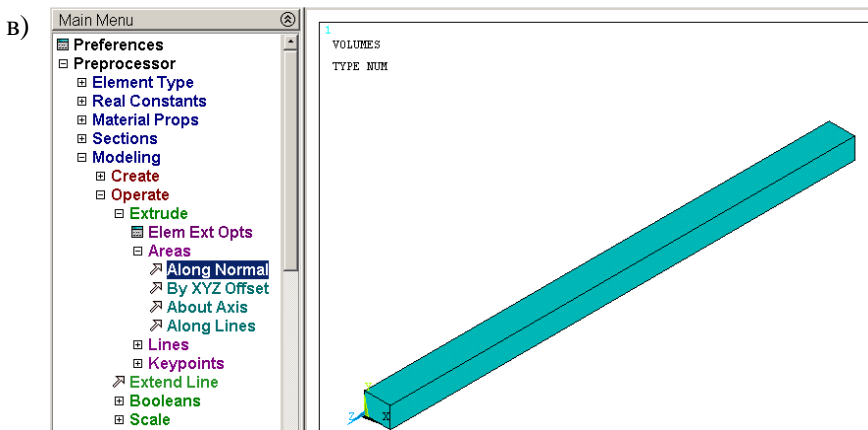 в)
Main Menu
Preferences
Preprocessor
Element Type
Real Constants
Material Props
Sections
Modeling
Create
Operate
Extrude
Elem Ext Opts
Areas
Along Normal
By XYZ Offset
About Axis
Along Lines
Lines
Keypoints
Extend Line
Booleans
Scale
1
VOLUMES
TYPE NUM
Y
Z
X